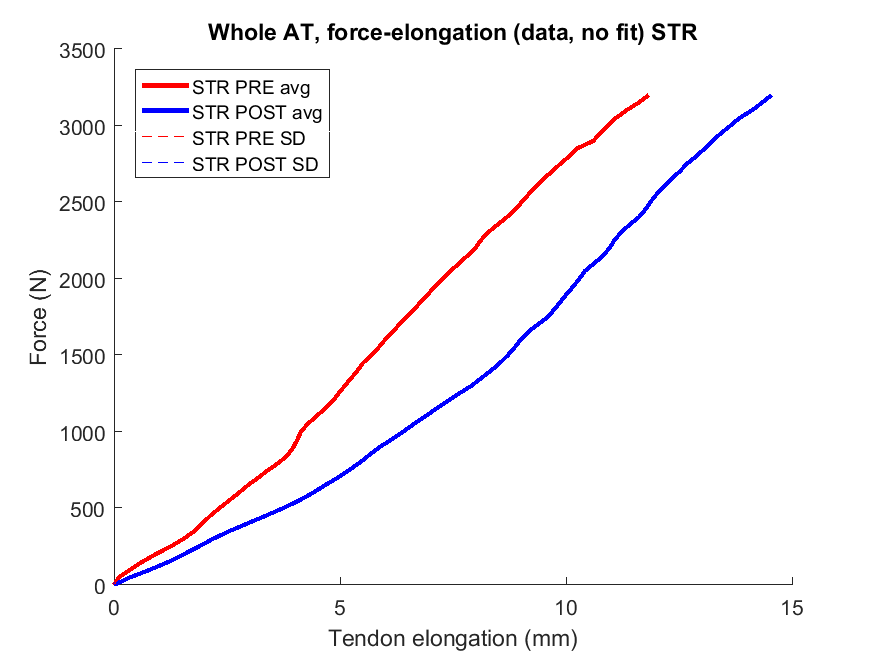 Whole AT, force-elongation (data, no fit) STR
3500
3000
2500
2000
1500
1000
500
0
Force (N)
STR PRE avg
STR POST avg
STR PRE SD
STR POST SD
0
5
10
15
Tendon elongation (mm)